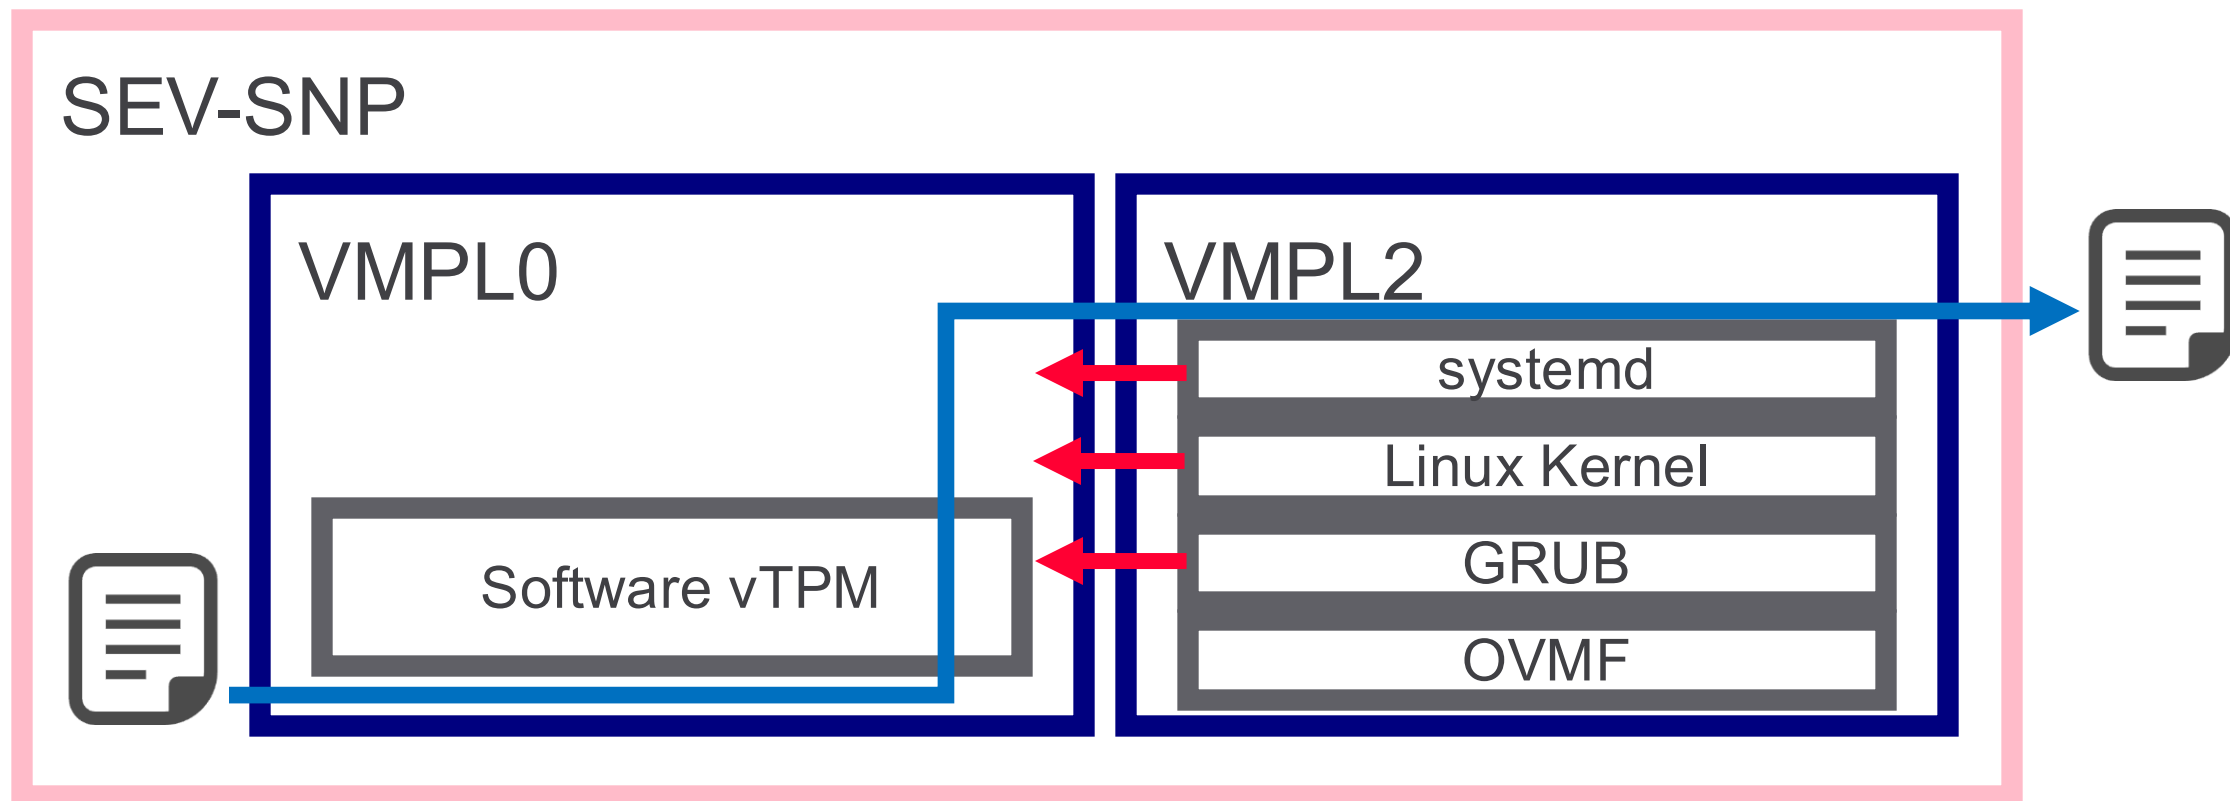 SEV-SNP
VMPL0
Software vTPM
VMPL2
systemd
Linux Kernel
GRUB
OVMF